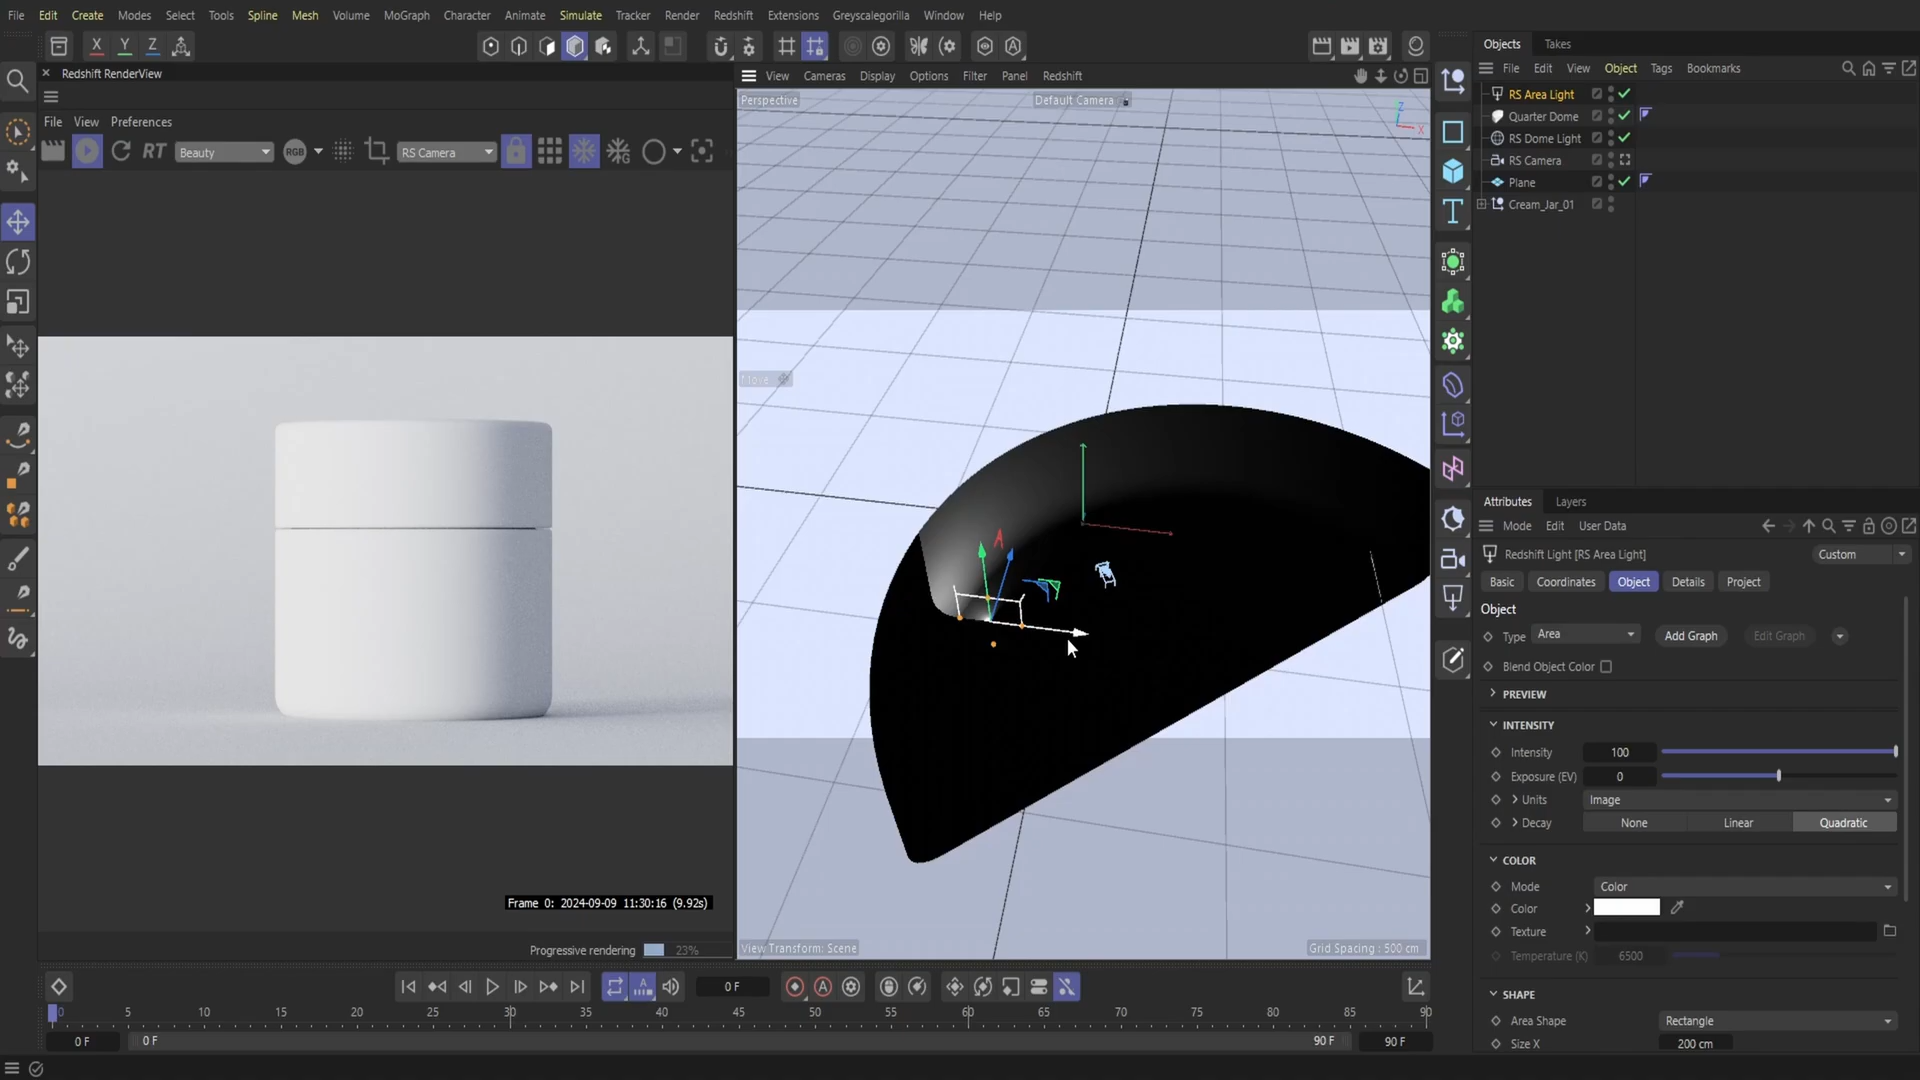 File Edit Create Modes Select Tools Spline Mesh Volume MoGraph Character Animate Simulate Tracker Render Redshift Extensions Greyscalegorilla Window Help
X Y Z
Redshift RenderView
File View Preferences
RT Beauty RGB RS Camera
Frame 0: 2024-09-09 11:30:16 (9.92s)
Progressive rendering 23%
View Cameras Display Options Filter Panel Redshift
Perspective
Default Camera
Z
X
Move
A
View Transform: Scene
Grid Spacing : 500 cm
Objects Takes
File Edit View Object Tags Bookmarks
RS Area Light
Quarter Dome
RS Dome Light
RS Camera
Plane
Cream_Jar_01
Attributes Layers
Mode Edit User Data
Redshift Light [RS Area Light]
Custom
Basic Coordinates Object Details Project
Object
Type Area Add Graph Edit Graph
Blend Object Color
PREVIEW
INTENSITY
Intensity 100
Exposure (EV) 0
Units Image
Decay None Linear Quadratic
COLOR
Mode Color
Color
Texture
Temperature (K) 6500
SHAPE
Area Shape Rectangle
Size X 200 cm
0 F
0 5 10 15 20 25 30 35 40 45 50 55 60 65 70 75 80 85 90
0 F 0 F 90 F 90 F